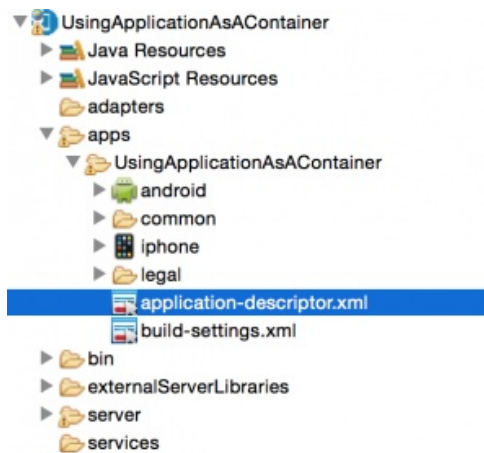 UsingApplicationAsAContainer
Java Resources
JavaScript Resources
adapters
apps
UsingApplicationAsAContainer
android
common
iphone
legal
application-descriptor.xml
build-settings.xml
bin
externalServerLibraries
server
services